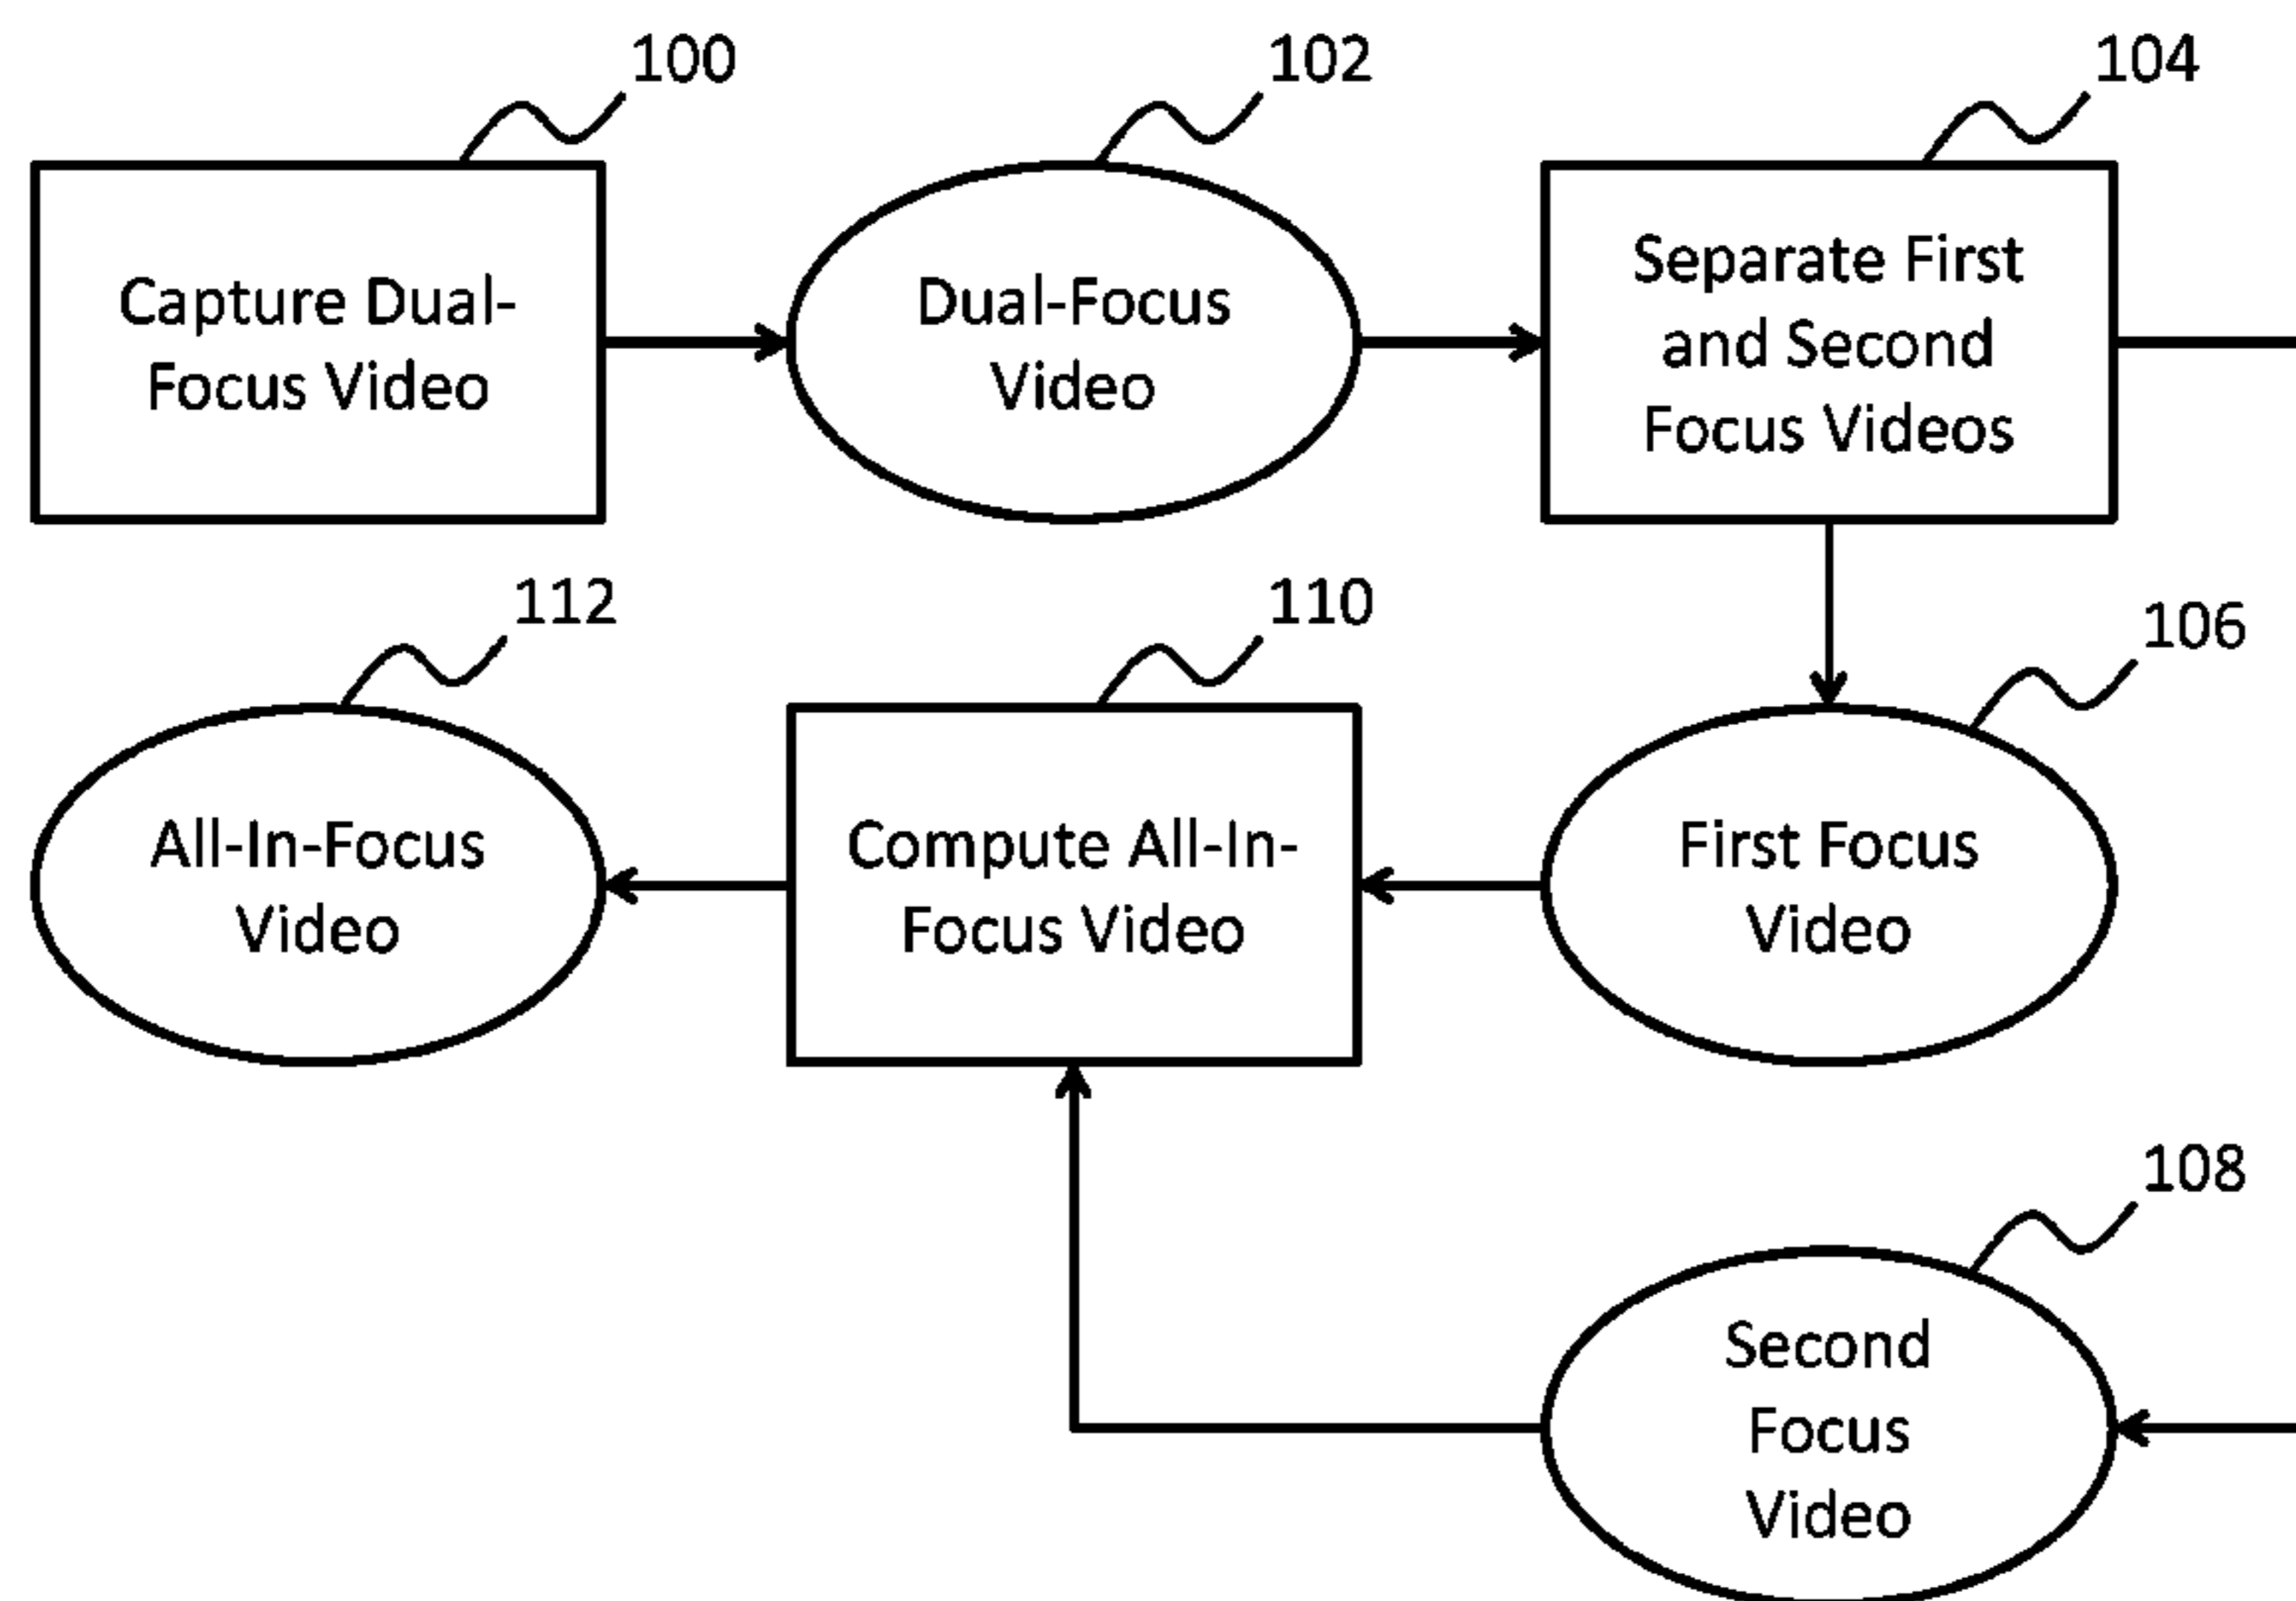 100
Capture Dual-
Focus Video
102
Dual-Focus
Video
104
Separate First
and Second
Focus Videos
112
All-In-Focus
Video
110
Compute All-In-
Focus Video
106
First Focus
Video
108
Second
Focus
Video